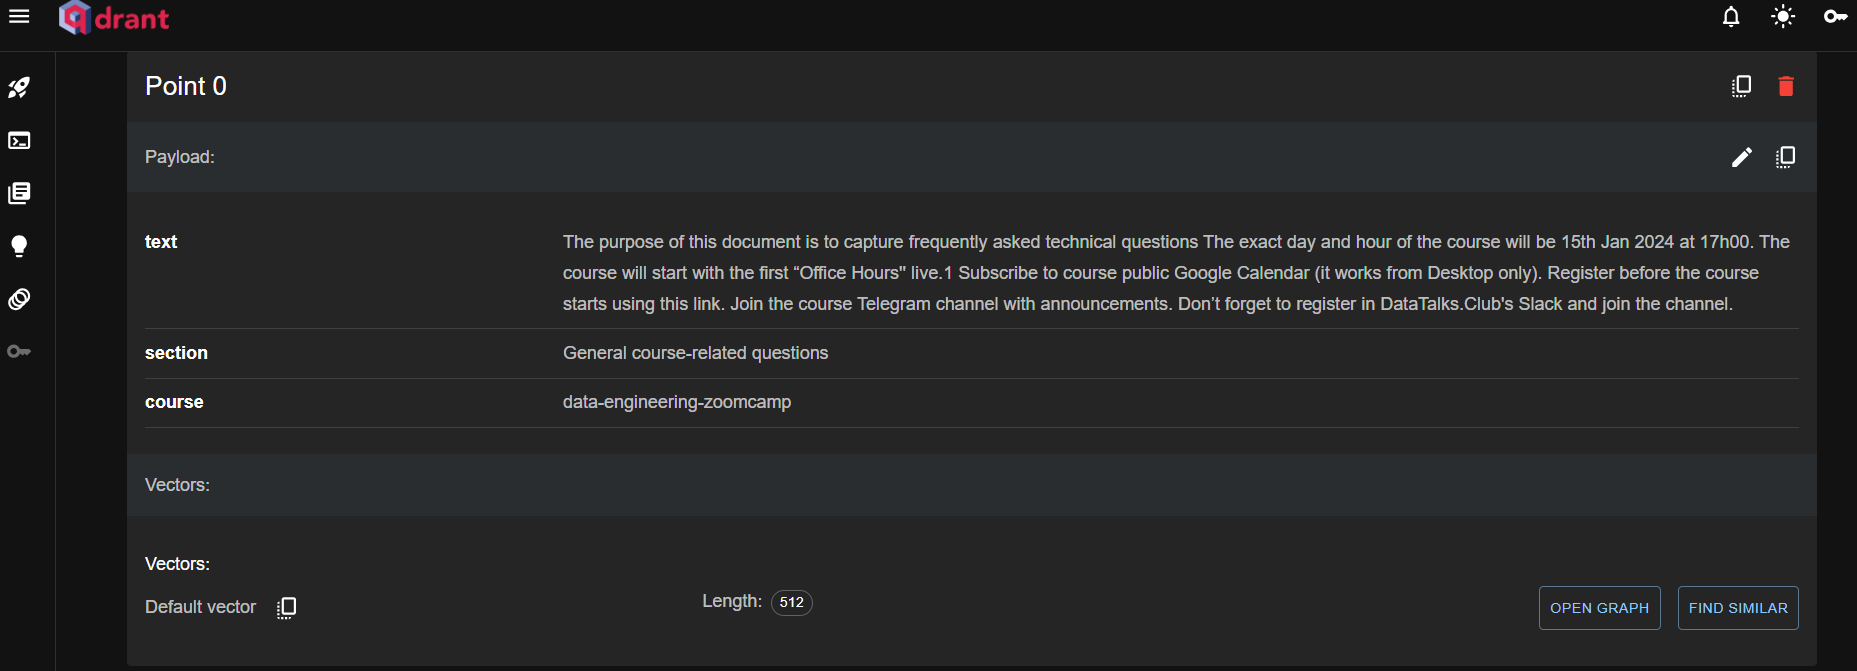 qdrant
Point 0
Payload:
text
The purpose of this document is to capture frequently asked technical questions The exact day and hour of the course will be 15th Jan 2024 at 17h00. The
course will start with the first “Office Hours" live.1 Subscribe to course public Google Calendar (it works from Desktop only). Register before the course
starts using this link. Join the course Telegram channel with announcements. Don’t forget to register in DataTalks.Club's Slack and join the channel.
section
General course-related questions
course
data-engineering-zoomcamp
Vectors:
Vectors:
Default vector
Length: 512
OPEN GRAPH
FIND SIMILAR